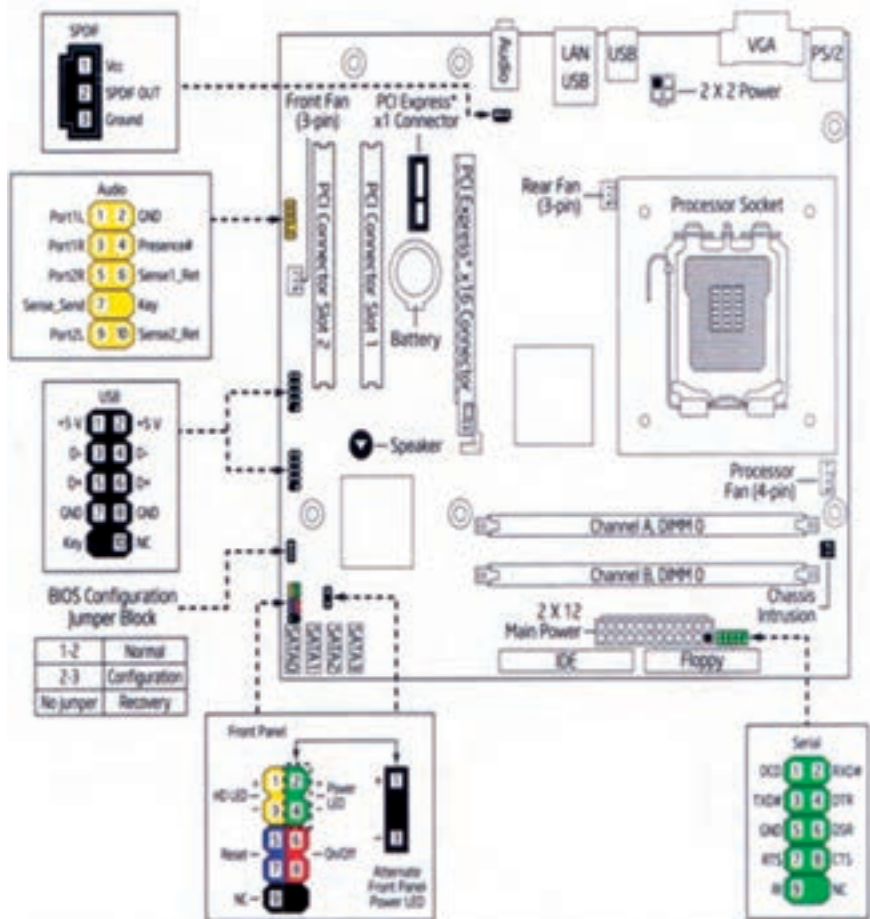 SPDIF
1 Vcc
2 SPDIF OUT
3 Ground
Audio
Port1L 1 2 GND
Port1R 3 4 Presence#
Port2R 5 6 Sense1_Ret
Sense_Send 7 Key
Port2L 9 10 Sense2_Ret
USB
+5 V 1 2 +5 V
D- 3 4 D-
D+ 5 6 D+
GND 7 8 GND
Key 10 NC
BIOS Configuration
Jumper Block
1-2 Normal
2-3 Configuration
No jumper Recovery
Front Fan
(3-pin)
PCI Express*
x1 Connector
Audio
LAN
USB
USB
VGA
PS/2
2 X 2 Power
PCI Connector Slot 2
PCI Connector Slot 1
PCI Express* x16 Connector
Battery
Speaker
Rear Fan
(3-pin)
Processor Socket
Processor
Fan (4-pin)
Channel A, DIMM 0
Channel B, DIMM 0
Chassis
Intrusion
2 X 12
Main Power
IDE
Floppy
SATA0
SATA1
SATA2
SATA3
Front Panel
HD LED
+ 1 2 +
- 3 4 -
Power
LED
Reset
5 6
7 8
On/Off
NC 9
+ 1
- 3
Alternate
Front Panel
Power LED
Serial
DCD 1 2 RXD#
TXD# 3 4 DTR
GND 5 6 DSR
RTS 7 8 CTS
RI 9 NC